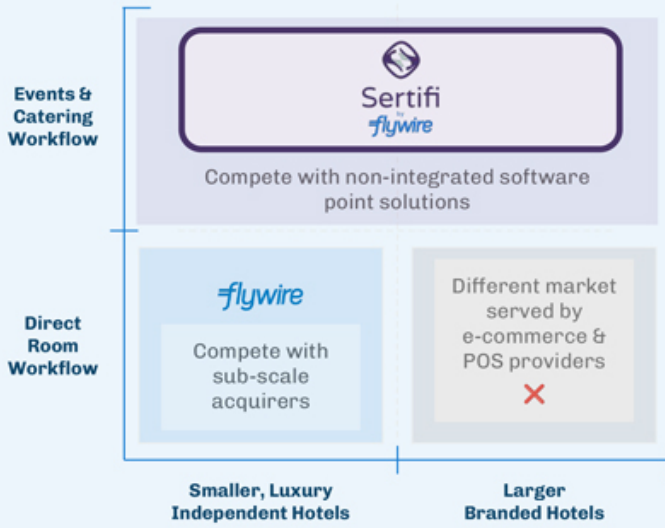 Events &
Catering
Workflow
Sertifi
by
flywire
Compete with non-integrated software
point solutions
Direct
Room
Workflow
flywire
Compete with
sub-scale
acquirers
Different market
served by
e-commerce &
POS providers
Smaller, Luxury
Independent Hotels
Larger
Branded Hotels